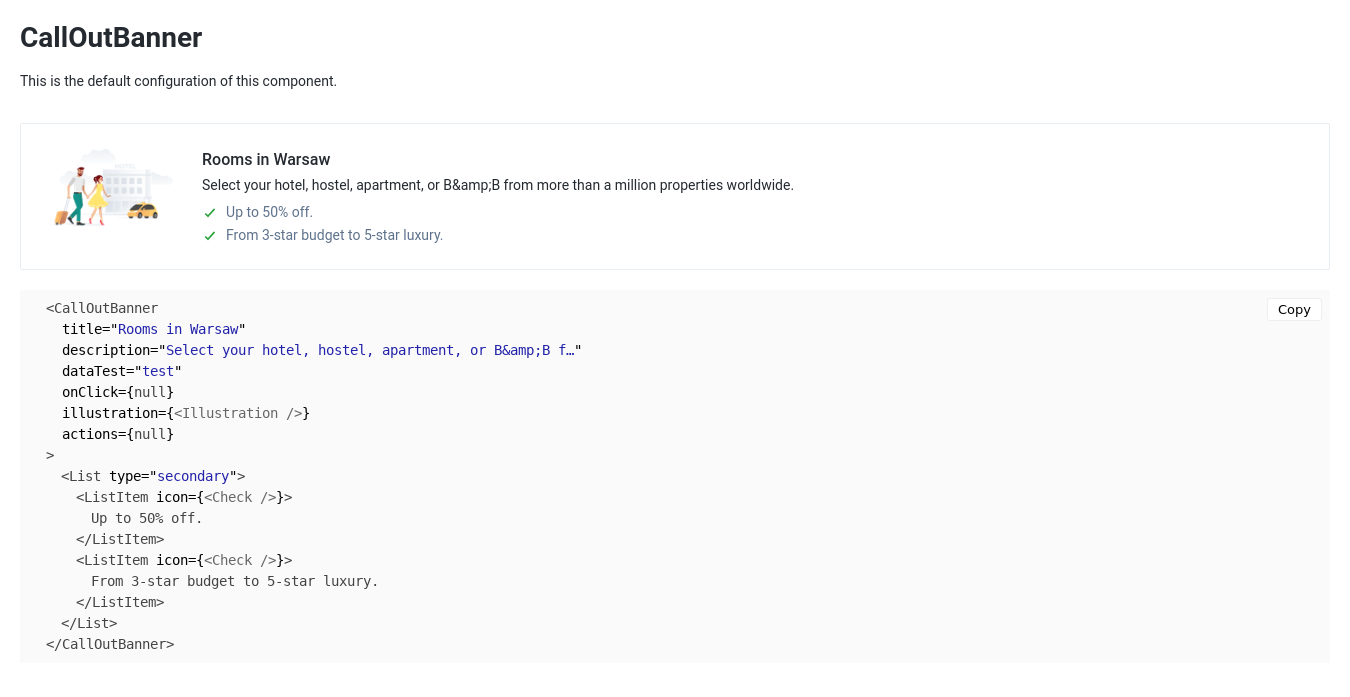 CallOutBanner
This is the default configuration of this component.
Rooms in Warsaw
Select your hotel, hostel, apartment, or B&amp;B from more than a million properties worldwide.
Up to 50% off.
From 3-star budget to 5-star luxury.
Copy
<CallOutBanner
title="Rooms in Warsaw"
description="Select your hotel, hostel, apartment, or B&amp;B f…"
dataTest="test"
onClick={null}
illustration={<Illustration />}
actions={null}
>
<List type="secondary">
<ListItem icon={<Check />}>
Up to 50% off.
</ListItem>
<ListItem icon={<Check />}>
From 3-star budget to 5-star luxury.
</ListItem>
</List>
</CallOutBanner>